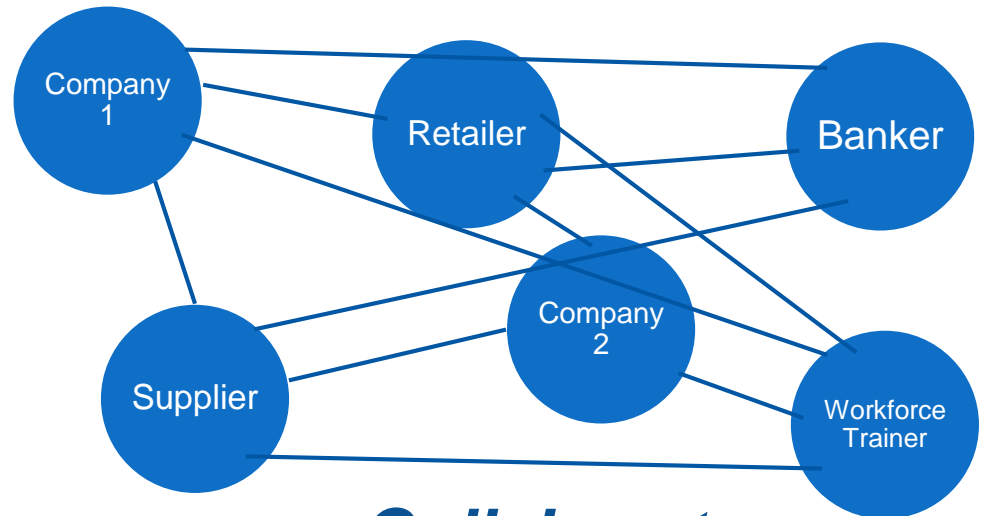 Company
1
Retailer
Banker
Company
2
Supplier
Workforce
Trainer